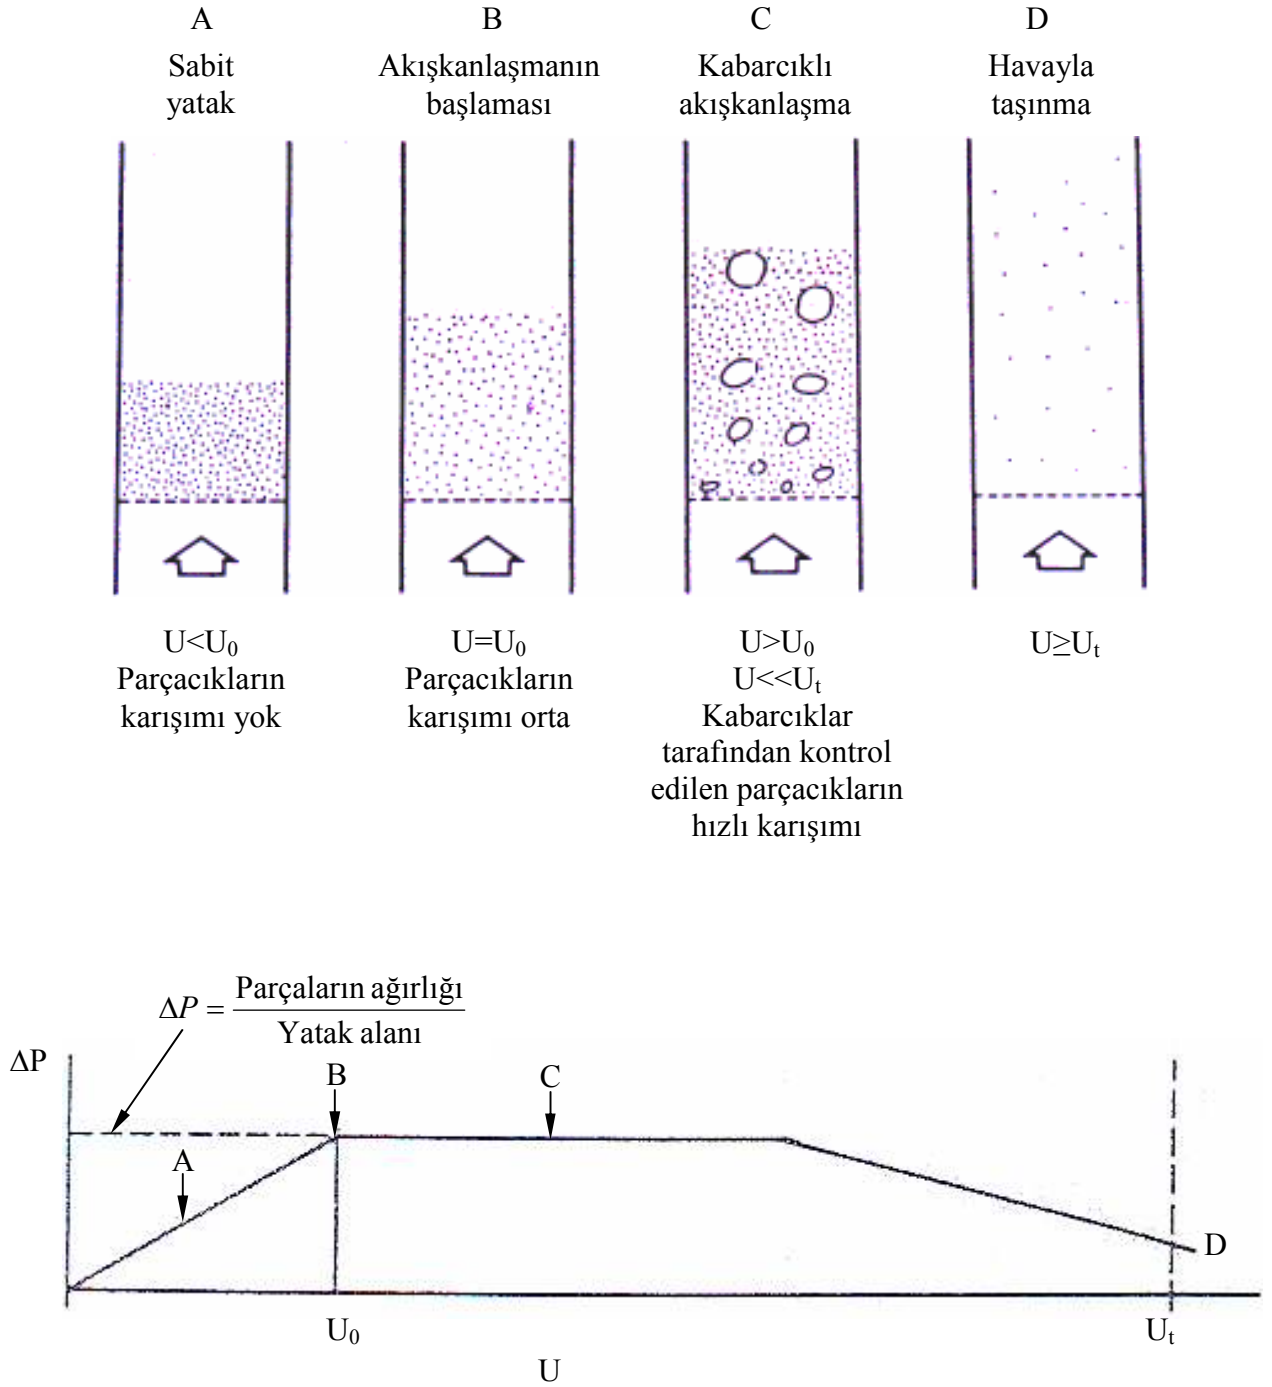 A
Sabit
yatak
B
Akışkanlaşmanın
başlaması
C
Kabarcıklı
akışkanlaşma
D
Havayla
taşınma
U<U₀
Parçacıkların
karışımı yok
U=U₀
Parçacıkların
karışımı orta
U>U₀
U<<Uₜ
Kabarcıklar
tarafından kontrol
edilen parçacıkların
hızlı karışımı
U≥Uₜ
ΔP = Parçaların ağırlığı
Yatak alanı
ΔP
B
C
A
D
U₀
Uₜ
U